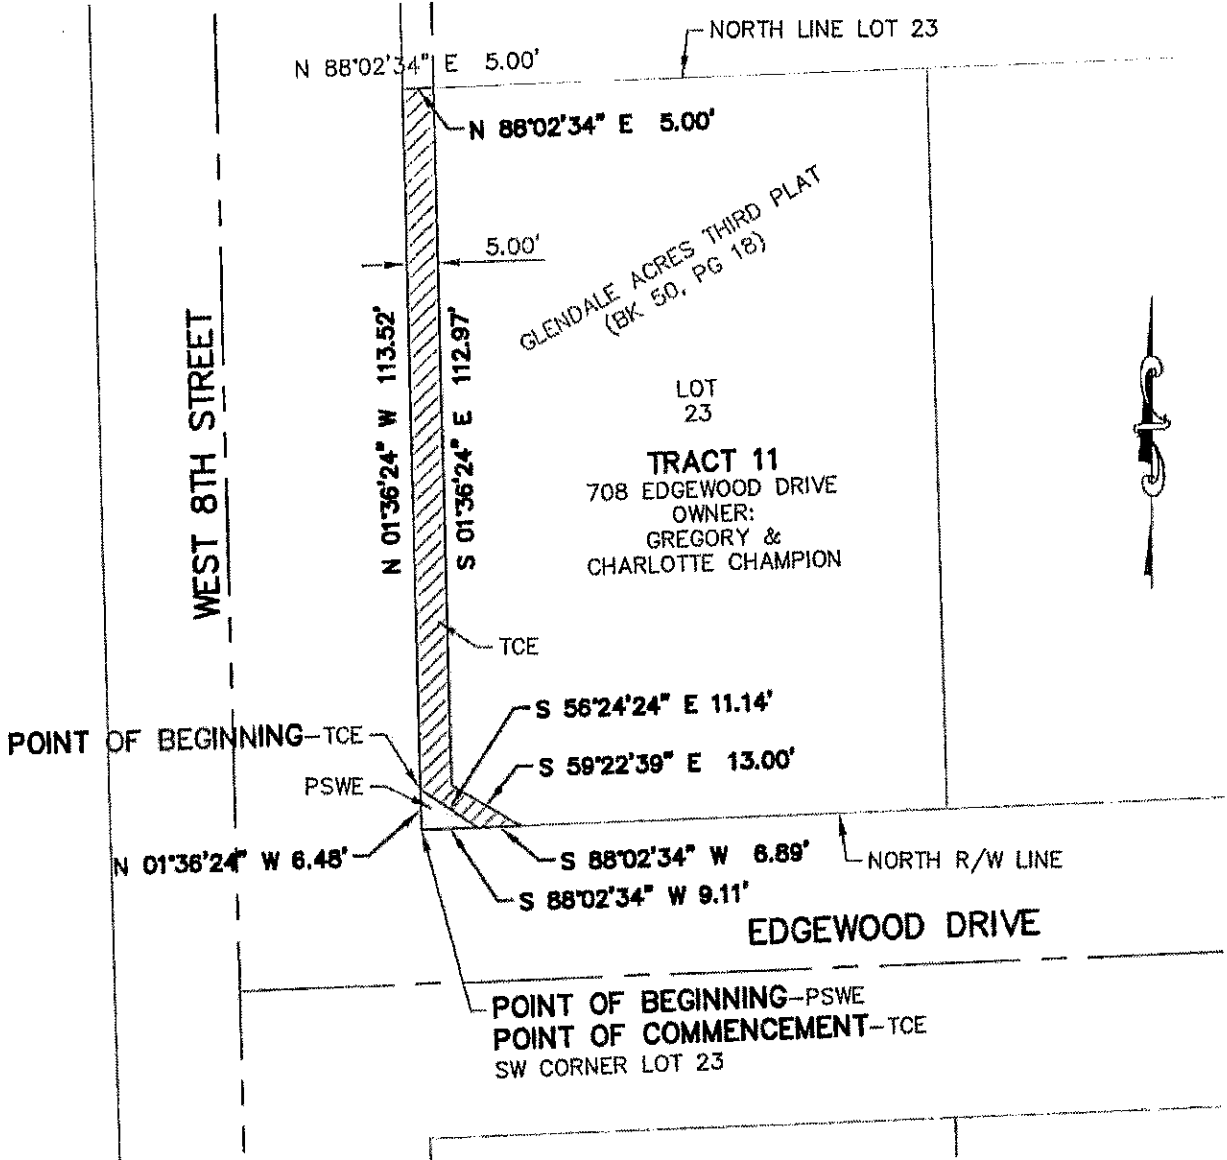 NORTH LINE LOT 23
N 88°02'34" E 5.00'
N 88°02'34" E 5.00'
GLENDALE ACRES THIRD PLAT
(BK 50, PG 18)
5.00'
WEST 8TH STREET
N 01°36'24" W 113.52'
S 01°36'24" E 112.97'
LOT
23
TRACT 11
708 EDGEWOOD DRIVE
OWNER:
GREGORY &
CHARLOTTE CHAMPION
TCE
S 56°24'24" E 11.14'
POINT OF BEGINNING-TCE
S 59°22'39" E 13.00'
PSWE
N 01°36'24" W 6.48'
S 88°02'34" W 6.89'
NORTH R/W LINE
S 88°02'34" W 9.11'
EDGEWOOD DRIVE
POINT OF BEGINNING-PSWE
POINT OF COMMENCEMENT-TCE
SW CORNER LOT 23